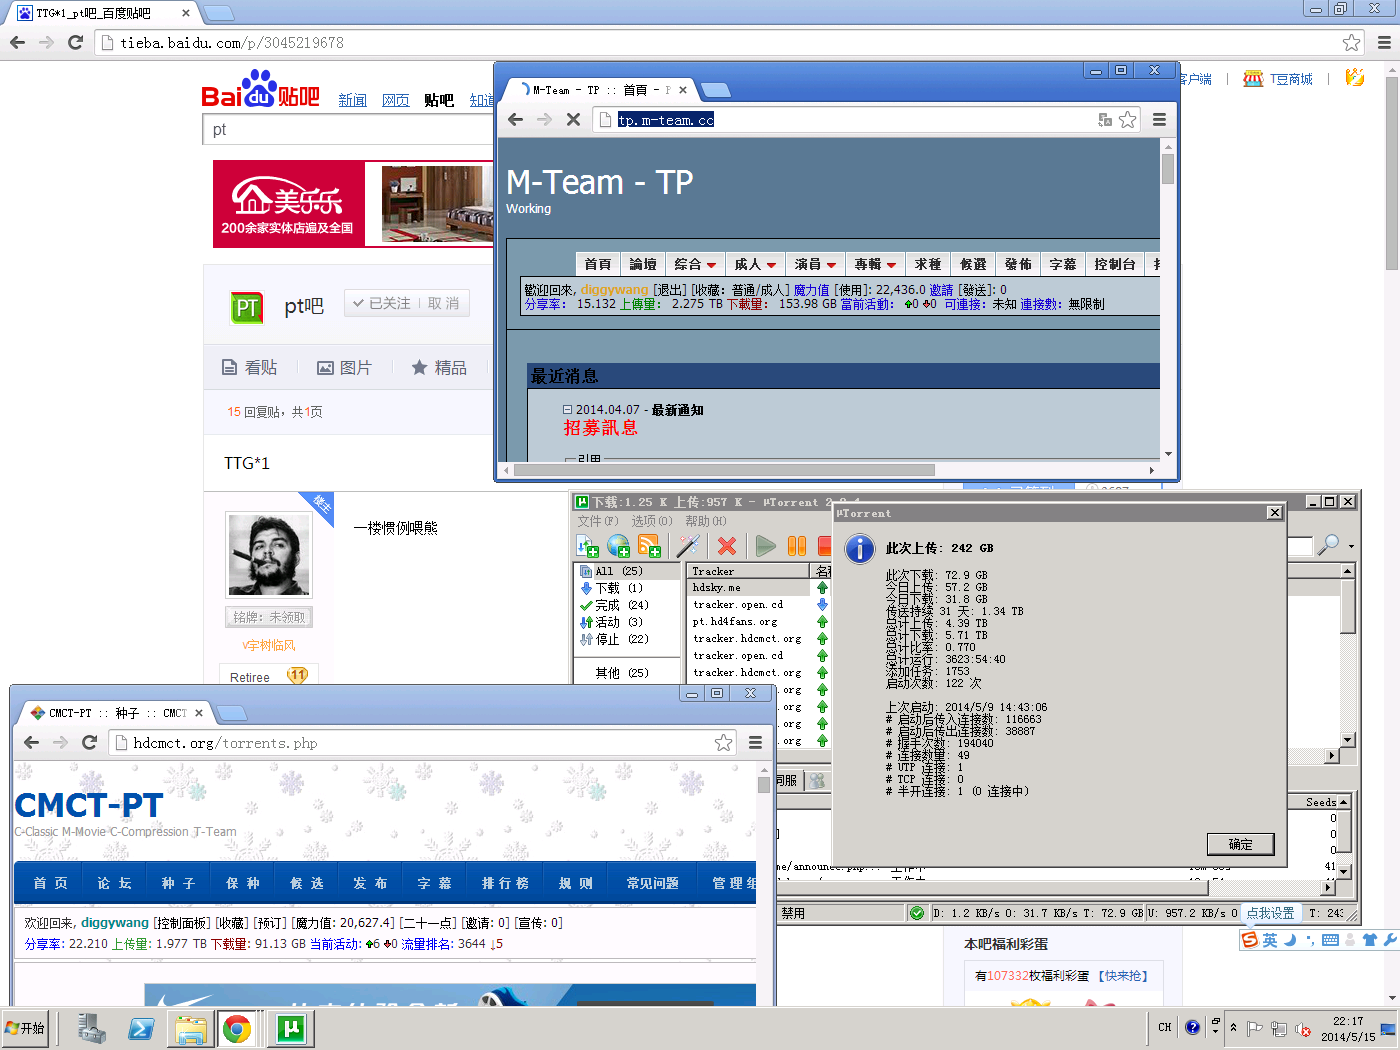 TTG*1_pt吧_百度贴吧
tieba.baidu.com/p/3045219678
Bai du 贴吧
新闻 网页 贴吧 知道
客户端 | T豆商城 |
pt
美乐乐
200余家实体店遍及全国
PT
pt吧
已关注 | 取消
看贴 图片 精品
15 回复贴，共1页
TTG*1
楼主
一楼惯例喂熊
铭牌：未领取
v宇树临风
Retiree 11
M-Team - TP :: 首頁 - P
tp.m-team.cc
M-Team - TP
Working
首頁 論壇 綜合 成人 演員 專輯 求種 候選 發佈 字幕 控制台
歡迎回來, diggywang [退出] [收藏: 普通/成人] 魔力值 [使用]: 22,436.0 邀請 [發送]: 0
分享率: 15.132 上傳量: 2.275 TB 下載量: 153.98 GB 當前活動: 0 0 可連接: 未知 連接數: 無限制
最近消息
2014.04.07 - 最新通知
招募訊息
引用
下载:1.25 K 上传:957 K - µTorrent
文件(F) 选项(O) 帮助(H)
All (25)
下载 (1)
完成 (24)
活动 (3)
停止 (22)
其他 (25)
Tracker
hdsky.me
tracker.open.cd
pt.hd4fans.org
tracker.hdcmct.org
tracker.open.cd
tracker.hdcmct.org
.org
.org
.org
.org
µTorrent
此次上传: 242 GB
此次下载: 72.9 GB
今日上传: 57.2 GB
今日下载: 31.8 GB
传送持续 31 天: 1.34 TB
总计上传: 4.39 TB
总计下载: 5.71 TB
总计比率: 0.770
总计运行: 3623:54:40
添加任务: 1753
启动次数: 122 次
上次启动: 2014/5/9 14:43:06
# 启动后传入连接数: 116663
# 启动后传出连接数: 38887
# 握手次数: 194040
# 连接数量: 49
# UTP 连接: 1
# TCP 连接: 0
# 半开连接: 1 (0 连接中)
确定
Seeds
0
0
0
41
禁用
D: 1.2 KB/s O: 31.7 K/s T: 72.9 GB
U: 957.2 KB/s O
点我设置
T: 243
英
CMCT-PT :: 种子 :: CMCT
hdcmct.org/torrents.php
CMCT-PT
C-Classic M-Movie C-Compression T-Team
首页 论坛 种子 保种 候选 发布 字幕 排行榜 规则 常见问题 管理组
欢迎回来, diggywang [控制面板] [收藏] [预订] [魔力值: 20,627.4] [二十一点] [邀请: 0] [宣传: 0]
分享率: 22.210 上传量: 1.977 TB 下载量: 91.13 GB 当前活动: 6 0 流量排名: 3644 ↓5
本吧福利彩蛋
有107332枚福利彩蛋 【快来抢】
开始
CH
22:17
2014/5/15